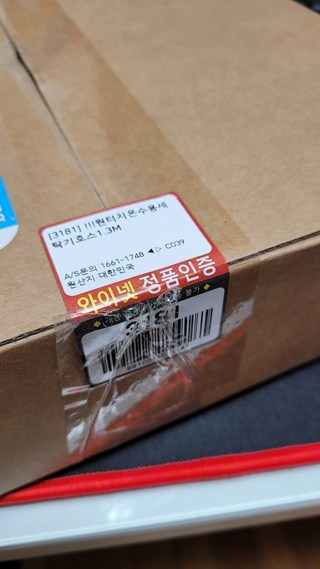 [3181] !!!원터치온수용세
탁기호스1.3M
A/S문의 1661-1748 ◀▷ C039
원산지:대한민국
와이넷 정품인증